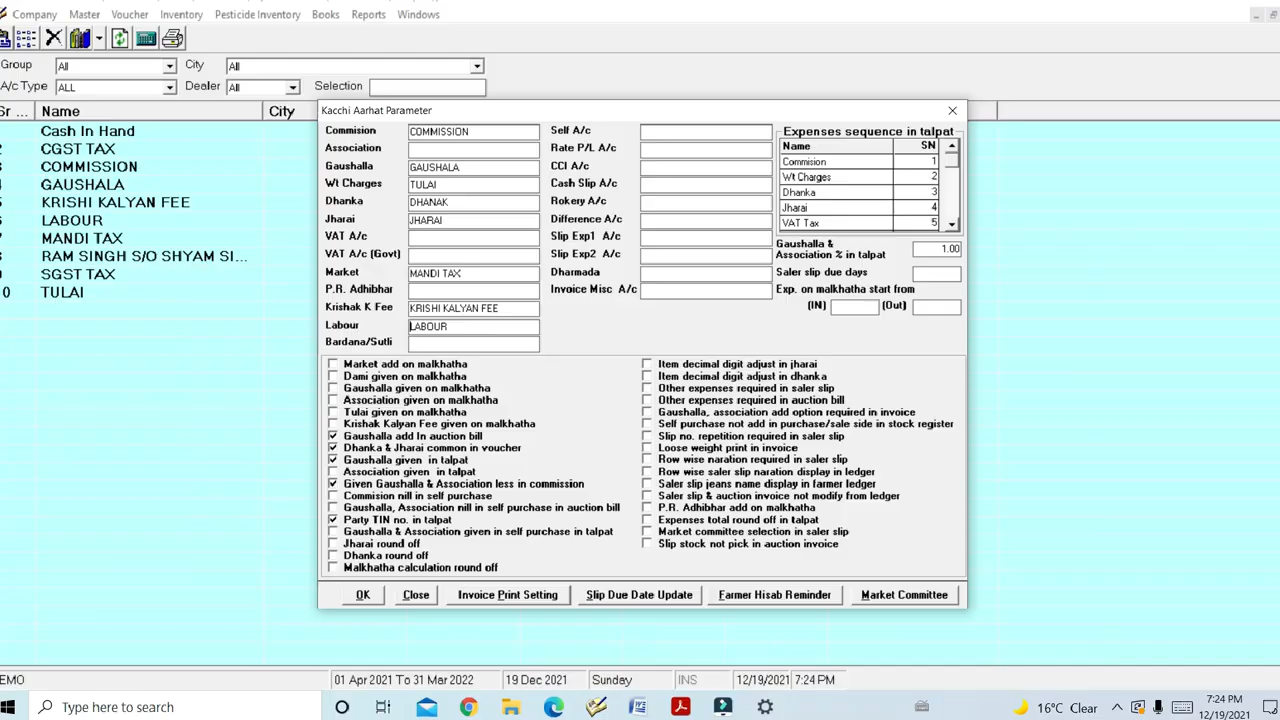 Company Master Voucher Inventory Pesticide Inventory Books Reports Windows
Group All City All
A/c Type ALL Dealer All Selection
Sr ... Name City
Cash In Hand
2 CGST TAX
3 COMMISSION
4 GAUSHALA
5 KRISHI KALYAN FEE
6 LABOUR
7 MANDI TAX
8 RAM SINGH S/O SHYAM SI...
9 SGST TAX
0 TULAI
Kacchi Aarhat Parameter
Commision COMMISSION
Association
Gaushalla GAUSHALA
Wt Charges TULAI
Dhanka DHANAK
Jharai JHARAI
VAT A/c
VAT A/c (Govt)
Market MANDI TAX
P.R. Adhibhar
Krishak K Fee KRISHI KALYAN FEE
Labour LABOUR
Bardana/Sutli
Self A/c
Rate P/L A/c
CCI A/c
Cash Slip A/c
Rokery A/c
Difference A/c
Slip Exp1 A/c
Slip Exp2 A/c
Dharmada
Invoice Misc A/c
Expenses sequence in talpat
Name SN
Commision 1
Wt Charges 2
Dhanka 3
Jharai 4
VAT Tax 5
Gaushalla &
Association % in talpat 1.00
Saler slip due days
Exp. on malkhatha start from
(IN) (Out)
Market add on malkhatha
Dami given on malkhatha
Gaushalla given on malkhatha
Association given on malkhatha
Tulai given on malkhatha
Krishak Kalyan Fee given on malkhatha
Gaushalla add In auction bill
Dhanka & Jharai common in voucher
Gaushalla given in talpat
Association given in talpat
Given Gaushalla & Association less in commission
Commision nill in self purchase
Gaushalla, Association nill in self purchase in auction bill
Party TIN no. in talpat
Gaushalla & Association given in self purchase in talpat
Jharai round off
Dhanka round off
Malkhatha calculation round off
Item decimal digit adjust in jharai
Item decimal digit adjust in dhanka
Other expenses required in saler slip
Other expenses required in auction bill
Gaushalla, association add option required in invoice
Self purchase not add in purchase/sale side in stock register
Slip no. repetition required in saler slip
Loose weight print in invoice
Row wise naration required in saler slip
Row wise saler slip naration display in ledger
Saler slip jeans name display in farmer ledger
Saler slip & auction invoice not modify from ledger
P.R. Adhibhar add on malkhatha
Expenses total round off in talpat
Market committee selection in saler slip
Slip stock not pick in auction invoice
OK Close Invoice Print Setting Slip Due Date Update Farmer Hisab Reminder Market Committee
EMO 01 Apr 2021 To 31 Mar 2022 19 Dec 2021 Sunday INS 12/19/2021 7:24 PM
Type here to search 16°C Clear 7:24 PM
12/19/2021